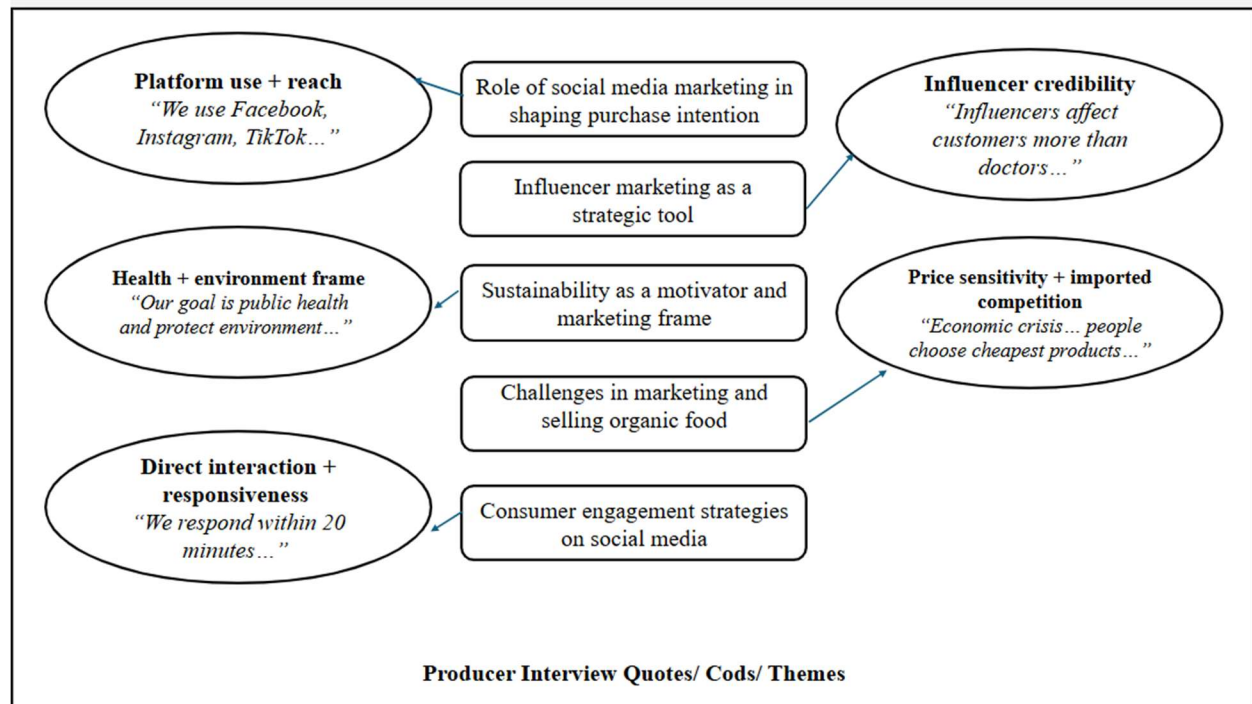 Platform use + reach
“We use Facebook,
Instagram, TikTok…”
Role of social media marketing in
shaping purchase intention
Influencer credibility
“Influencers affect
customers more than
doctors…”
Influencer marketing as a
strategic tool
Health + environment frame
“Our goal is public health
and protect environment…”
Sustainability as a motivator and
marketing frame
Price sensitivity + imported
competition
“Economic crisis… people
choose cheapest products…”
Challenges in marketing and
selling organic food
Direct interaction +
responsiveness
“We respond within 20
minutes…”
Consumer engagement strategies
on social media
Producer Interview Quotes/ Cods/ Themes